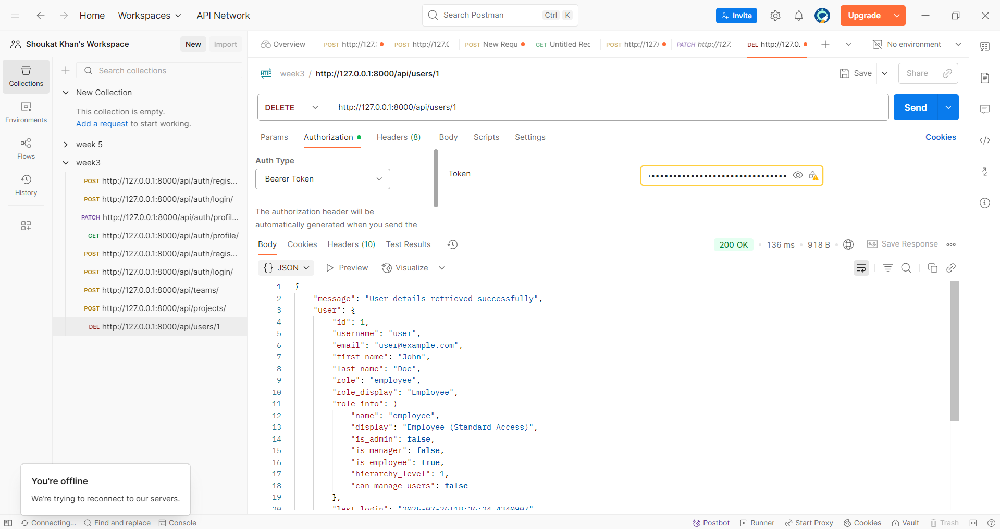 Home
Workspaces
API Network
Search Postman
Ctrl K
Invite
Upgrade
Shoukat Khan's Workspace
New
Import
Overview
POST http://127.(
POST http://127.0
POST New Requ
GET Untitled Rec
POST http://127.(
PATCH http://127.
DEL http://127.0.
No environment
Collections
Environments
Flows
History
Search collections
New Collection
This collection is empty.
Add a request to start working.
week 5
week3
POST http://127.0.0.1:8000/api/auth/regis...
POST http://127.0.0.1:8000/api/auth/login/
PATCH http://127.0.0.1:8000/api/auth/profil...
GET http://127.0.0.1:8000/api/auth/profile/
POST http://127.0.0.1:8000/api/auth/regis...
POST http://127.0.0.1:8000/api/auth/login/
POST http://127.0.0.1:8000/api/teams/
POST http://127.0.0.1:8000/api/projects/
DEL http://127.0.0.1:8000/api/users/1
HTTP
week3 / http://127.0.0.1:8000/api/users/1
Save
Share
DELETE
http://127.0.0.1:8000/api/users/1
Send
Params
Authorization
Headers (8)
Body
Scripts
Settings
Cookies
Auth Type
Bearer Token
The authorization header will be
automatically generated when you send the
Token
Body
Cookies
Headers (10)
Test Results
200 OK
136 ms
918 B
e.g. Save Response
{} JSON
Preview
Visualize
1 {
2 "message": "User details retrieved successfully",
3 "user": {
4 "id": 1,
5 "username": "user",
6 "email": "user@example.com",
7 "first_name": "John",
8 "last_name": "Doe",
9 "role": "employee",
10 "role_display": "Employee",
11 "role_info": {
12 "name": "employee",
13 "display": "Employee (Standard Access)",
14 "is_admin": false,
15 "is_manager": false,
16 "is_employee": true,
17 "hierarchy_level": 1,
18 "can_manage_users": false
19 },
20 "last_login": "2025-07-26T18:36:24.434090Z"
You're offline
We're trying to reconnect to our servers.
Connecting...
Find and replace
Console
Postbot
Runner
Start Proxy
Cookies
Vault
Trash